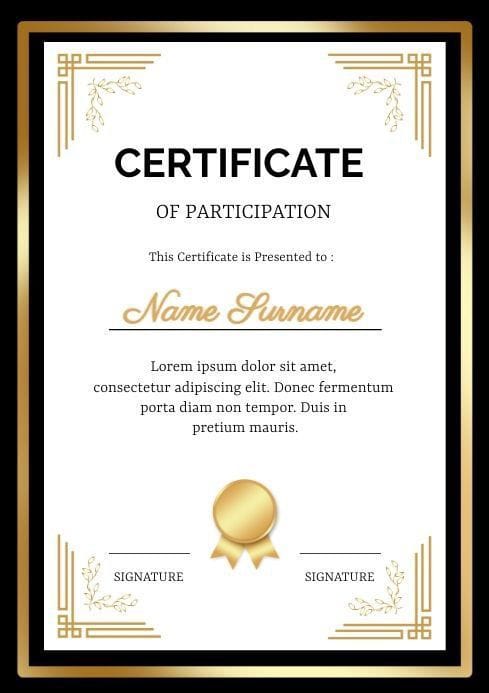 CERTIFICATE
OF PARTICIPATION
This Certificate is Presented to :
Name Surname
Lorem ipsum dolor sit amet,
consectetur adipiscing elit. Donec fermentum
porta diam non tempor. Duis in
pretium mauris.
SIGNATURE SIGNATURE